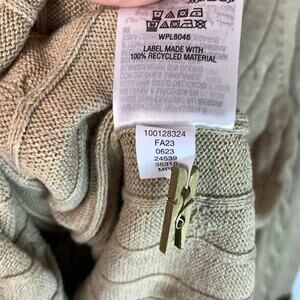 WPL8046
LABEL MADE WITH
100% RECYCLED MATERIAL
100128324
FA23
0623
24539